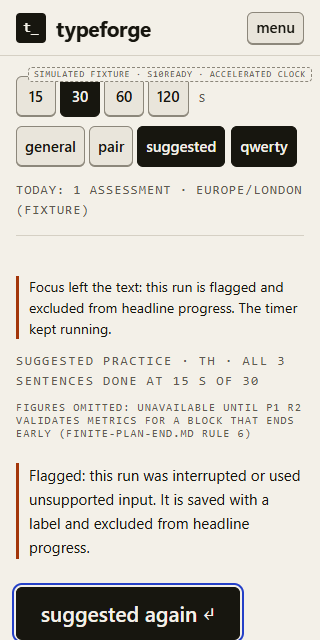 t_ typeforge menu
SIMULATED FIXTURE · S10READY · ACCELERATED CLOCK
15 30 60 120 s
general pair suggested qwerty
TODAY: 1 ASSESSMENT · EUROPE/LONDON
(FIXTURE)
Focus left the text: this run is flagged and
excluded from headline progress. The timer
kept running.
SUGGESTED PRACTICE · TH · ALL 3
SENTENCES DONE AT 15 S OF 30
FIGURES OMITTED: UNAVAILABLE UNTIL P1 R2
VALIDATES METRICS FOR A BLOCK THAT ENDS
EARLY (FINITE-PLAN-END.MD RULE 6)
Flagged: this run was interrupted or used
unsupported input. It is saved with a
label and excluded from headline
progress.
suggested again ↵